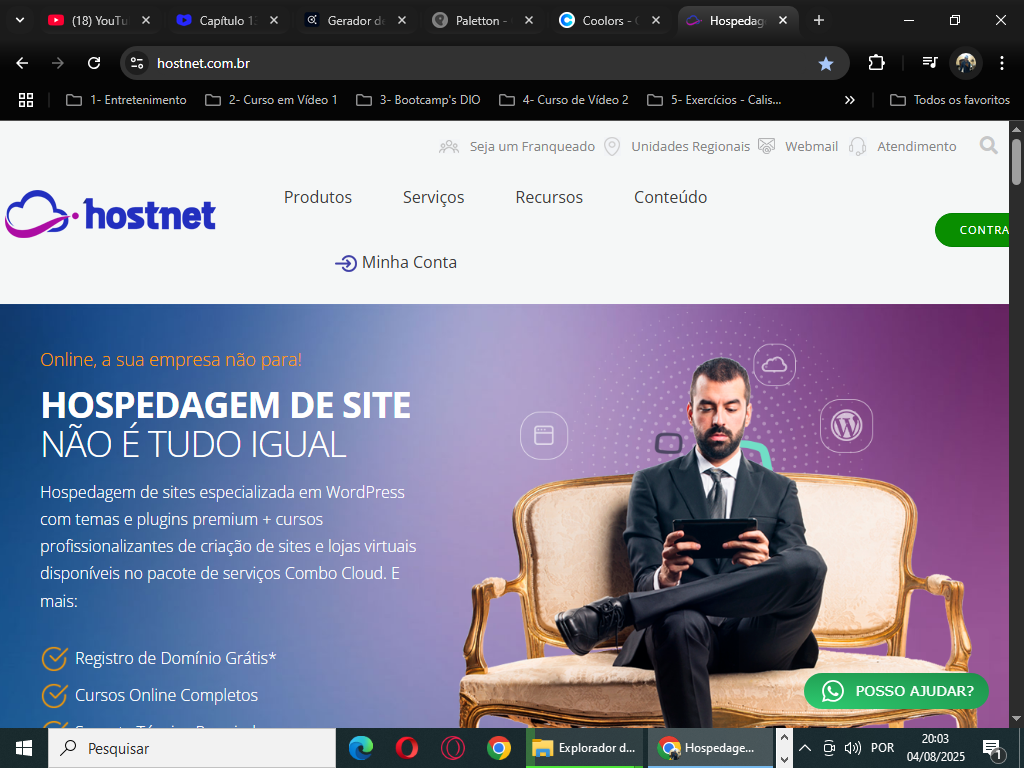 (18) YouTu
Capítulo 13
Gerador de
Paletton -
Coolors -
Hospedag
hostnet.com.br
1- Entretenimento
2- Curso em Vídeo 1
3- Bootcamp's DIO
4- Curso de Vídeo 2
5- Exercícios - Calis...
Todos os favoritos
Seja um Franqueado
Unidades Regionais
Webmail
Atendimento
hostnet
Produtos
Serviços
Recursos
Conteúdo
CONTRA
Minha Conta
Online, a sua empresa não para!
HOSPEDAGEM DE SITE
NÃO É TUDO IGUAL
Hospedagem de sites especializada em WordPress
com temas e plugins premium + cursos
profissionalizantes de criação de sites e lojas virtuais
disponíveis no pacote de serviços Combo Cloud. E
mais:
Registro de Domínio Grátis*
Cursos Online Completos
POSSO AJUDAR?
Pesquisar
Explorador d...
Hospedage...
POR
20:03
04/08/2025
1